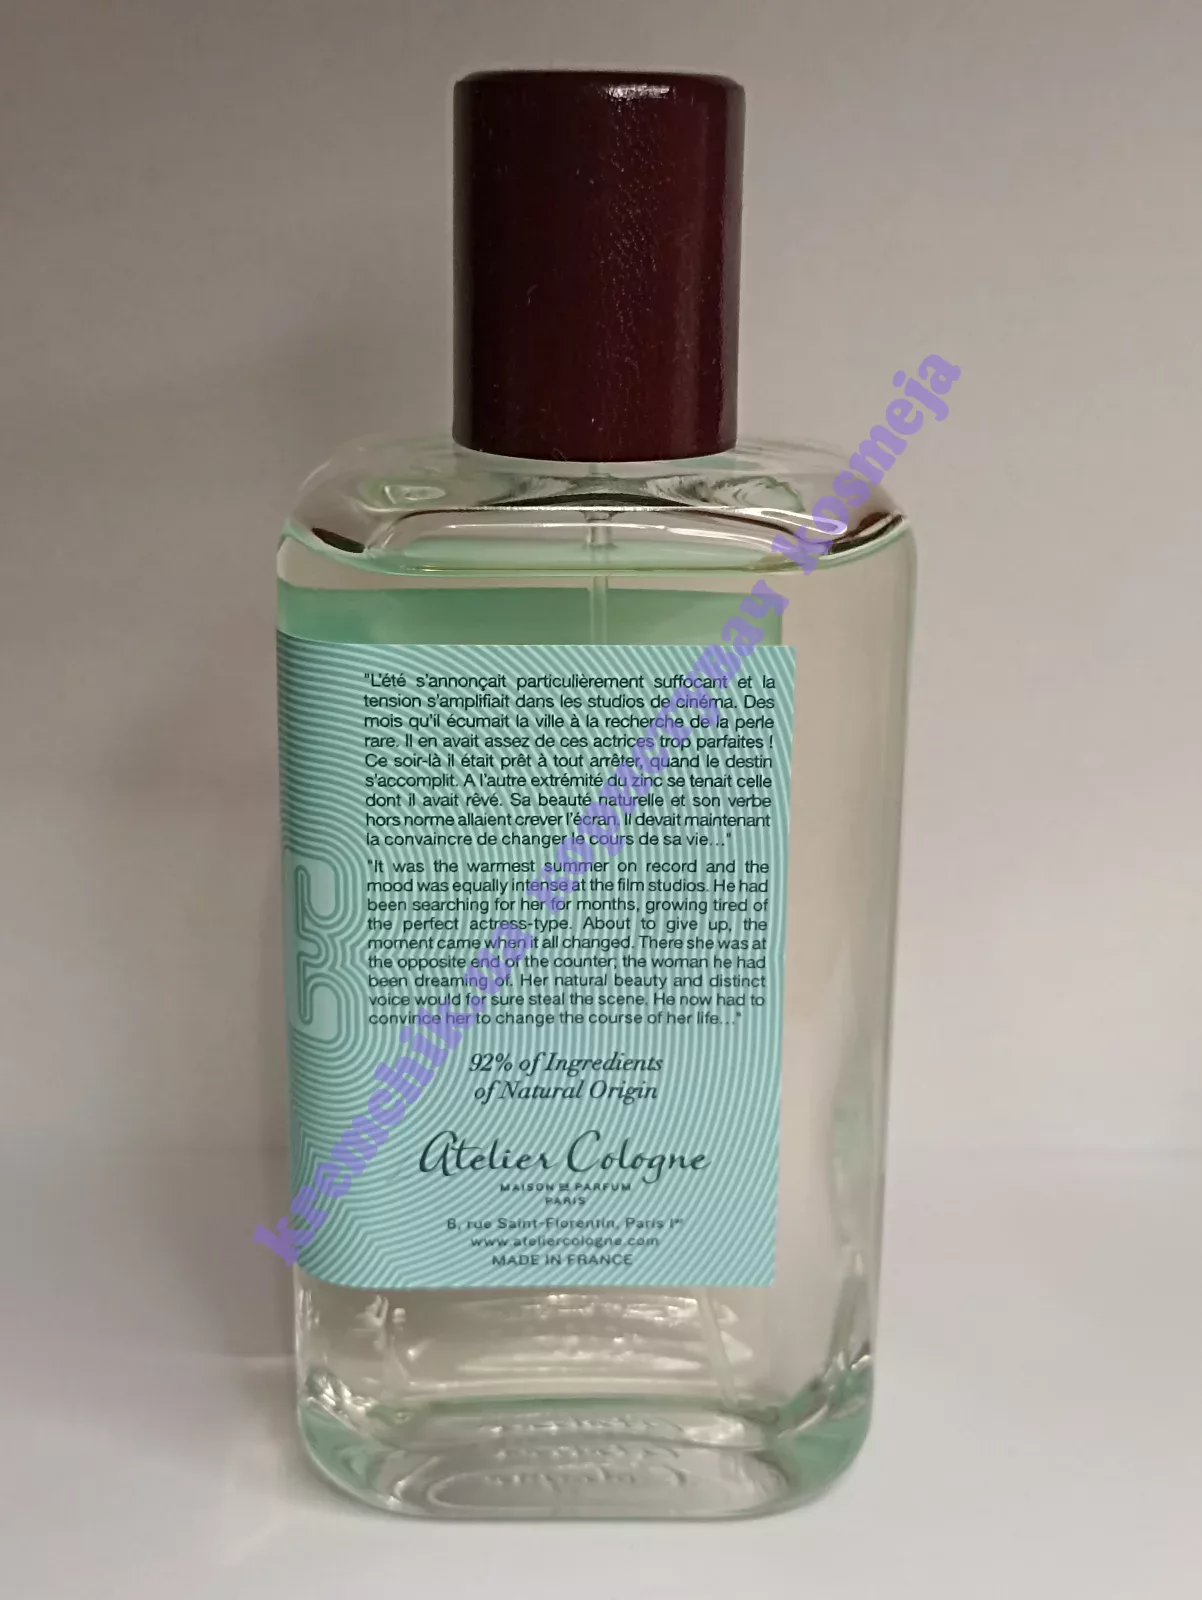 "L'été s'annonçait particulièrement suffocant et la
tension s'amplifiait dans les studios de cinéma. Des
mois qu'il écumait la ville à la recherche de la perle
rare. Il en avait assez de ces actrices trop parfaites !
Ce soir-là il était prêt à tout arrêter, quand le destin
s'accomplit. A l'autre extrémité du zinc se tenait celle
dont il avait rêvé. Sa beauté naturelle et son verbe
hors norme allaient crever l'écran. Il devait maintenant
la convaincre de changer le cours de sa vie..."
"It was the warmest summer on record and the
mood was equally intense at the film studios. He had
been searching for her for months, growing tired of
the perfect actress-type. About to give up, the
moment came when it all changed. There she was at
the opposite end of the counter; the woman he had
been dreaming of. Her natural beauty and distinct
voice would for sure steal the scene. He now had to
convince her to change the course of her life..."
92% of Ingredients
of Natural Origin
Atelier Cologne
MAISON DE PARFUM
PARIS
8, rue Saint-Florentin, Paris Ier
www.ateliercologne.com
MADE IN FRANCE
kremchik.ua користувач kosmeja